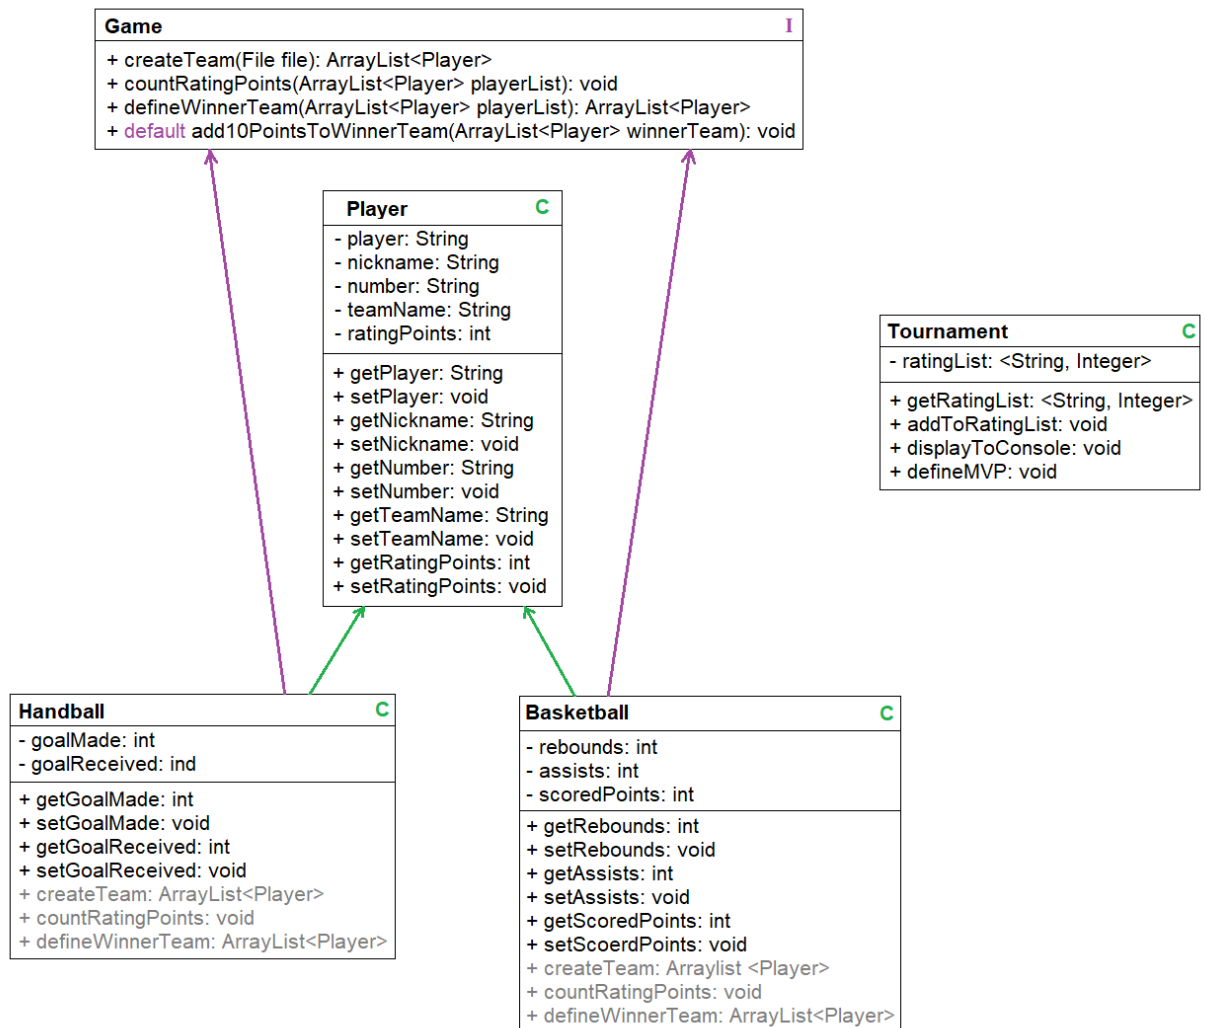 Game I
+ createTeam(File file): ArrayList<Player>
+ countRatingPoints(ArrayList<Player> playerList): void
+ defineWinnerTeam(ArrayList<Player> playerList): ArrayList<Player>
+ default add10PointsToWinnerTeam(ArrayList<Player> winnerTeam): void
Player C
- player: String
- nickname: String
- number: String
- teamName: String
- ratingPoints: int
+ getPlayer: String
+ setPlayer: void
+ getNickname: String
+ setNickname: void
+ getNumber: String
+ setNumber: void
+ getTeamName: String
+ setTeamName: void
+ getRatingPoints: int
+ setRatingPoints: void
Tournament C
- ratingList: <String, Integer>
+ getRatingList: <String, Integer>
+ addToRatingList: void
+ displayToConsole: void
+ defineMVP: void
Handball C
- goalMade: int
- goalReceived: ind
+ getGoalMade: int
+ setGoalMade: void
+ getGoalReceived: int
+ setGoalReceived: void
+ createTeam: ArrayList<Player>
+ countRatingPoints: void
+ defineWinnerTeam: ArrayList<Player>
Basketball C
- rebounds: int
- assists: int
- scoredPoints: int
+ getRebounds: int
+ setRebounds: void
+ getAssists: int
+ setAssists: void
+ getScoredPoints: int
+ setScoerdPoints: void
+ createTeam: Arraylist <Player>
+ countRatingPoints: void
+ defineWinnerTeam: ArrayList<Player>